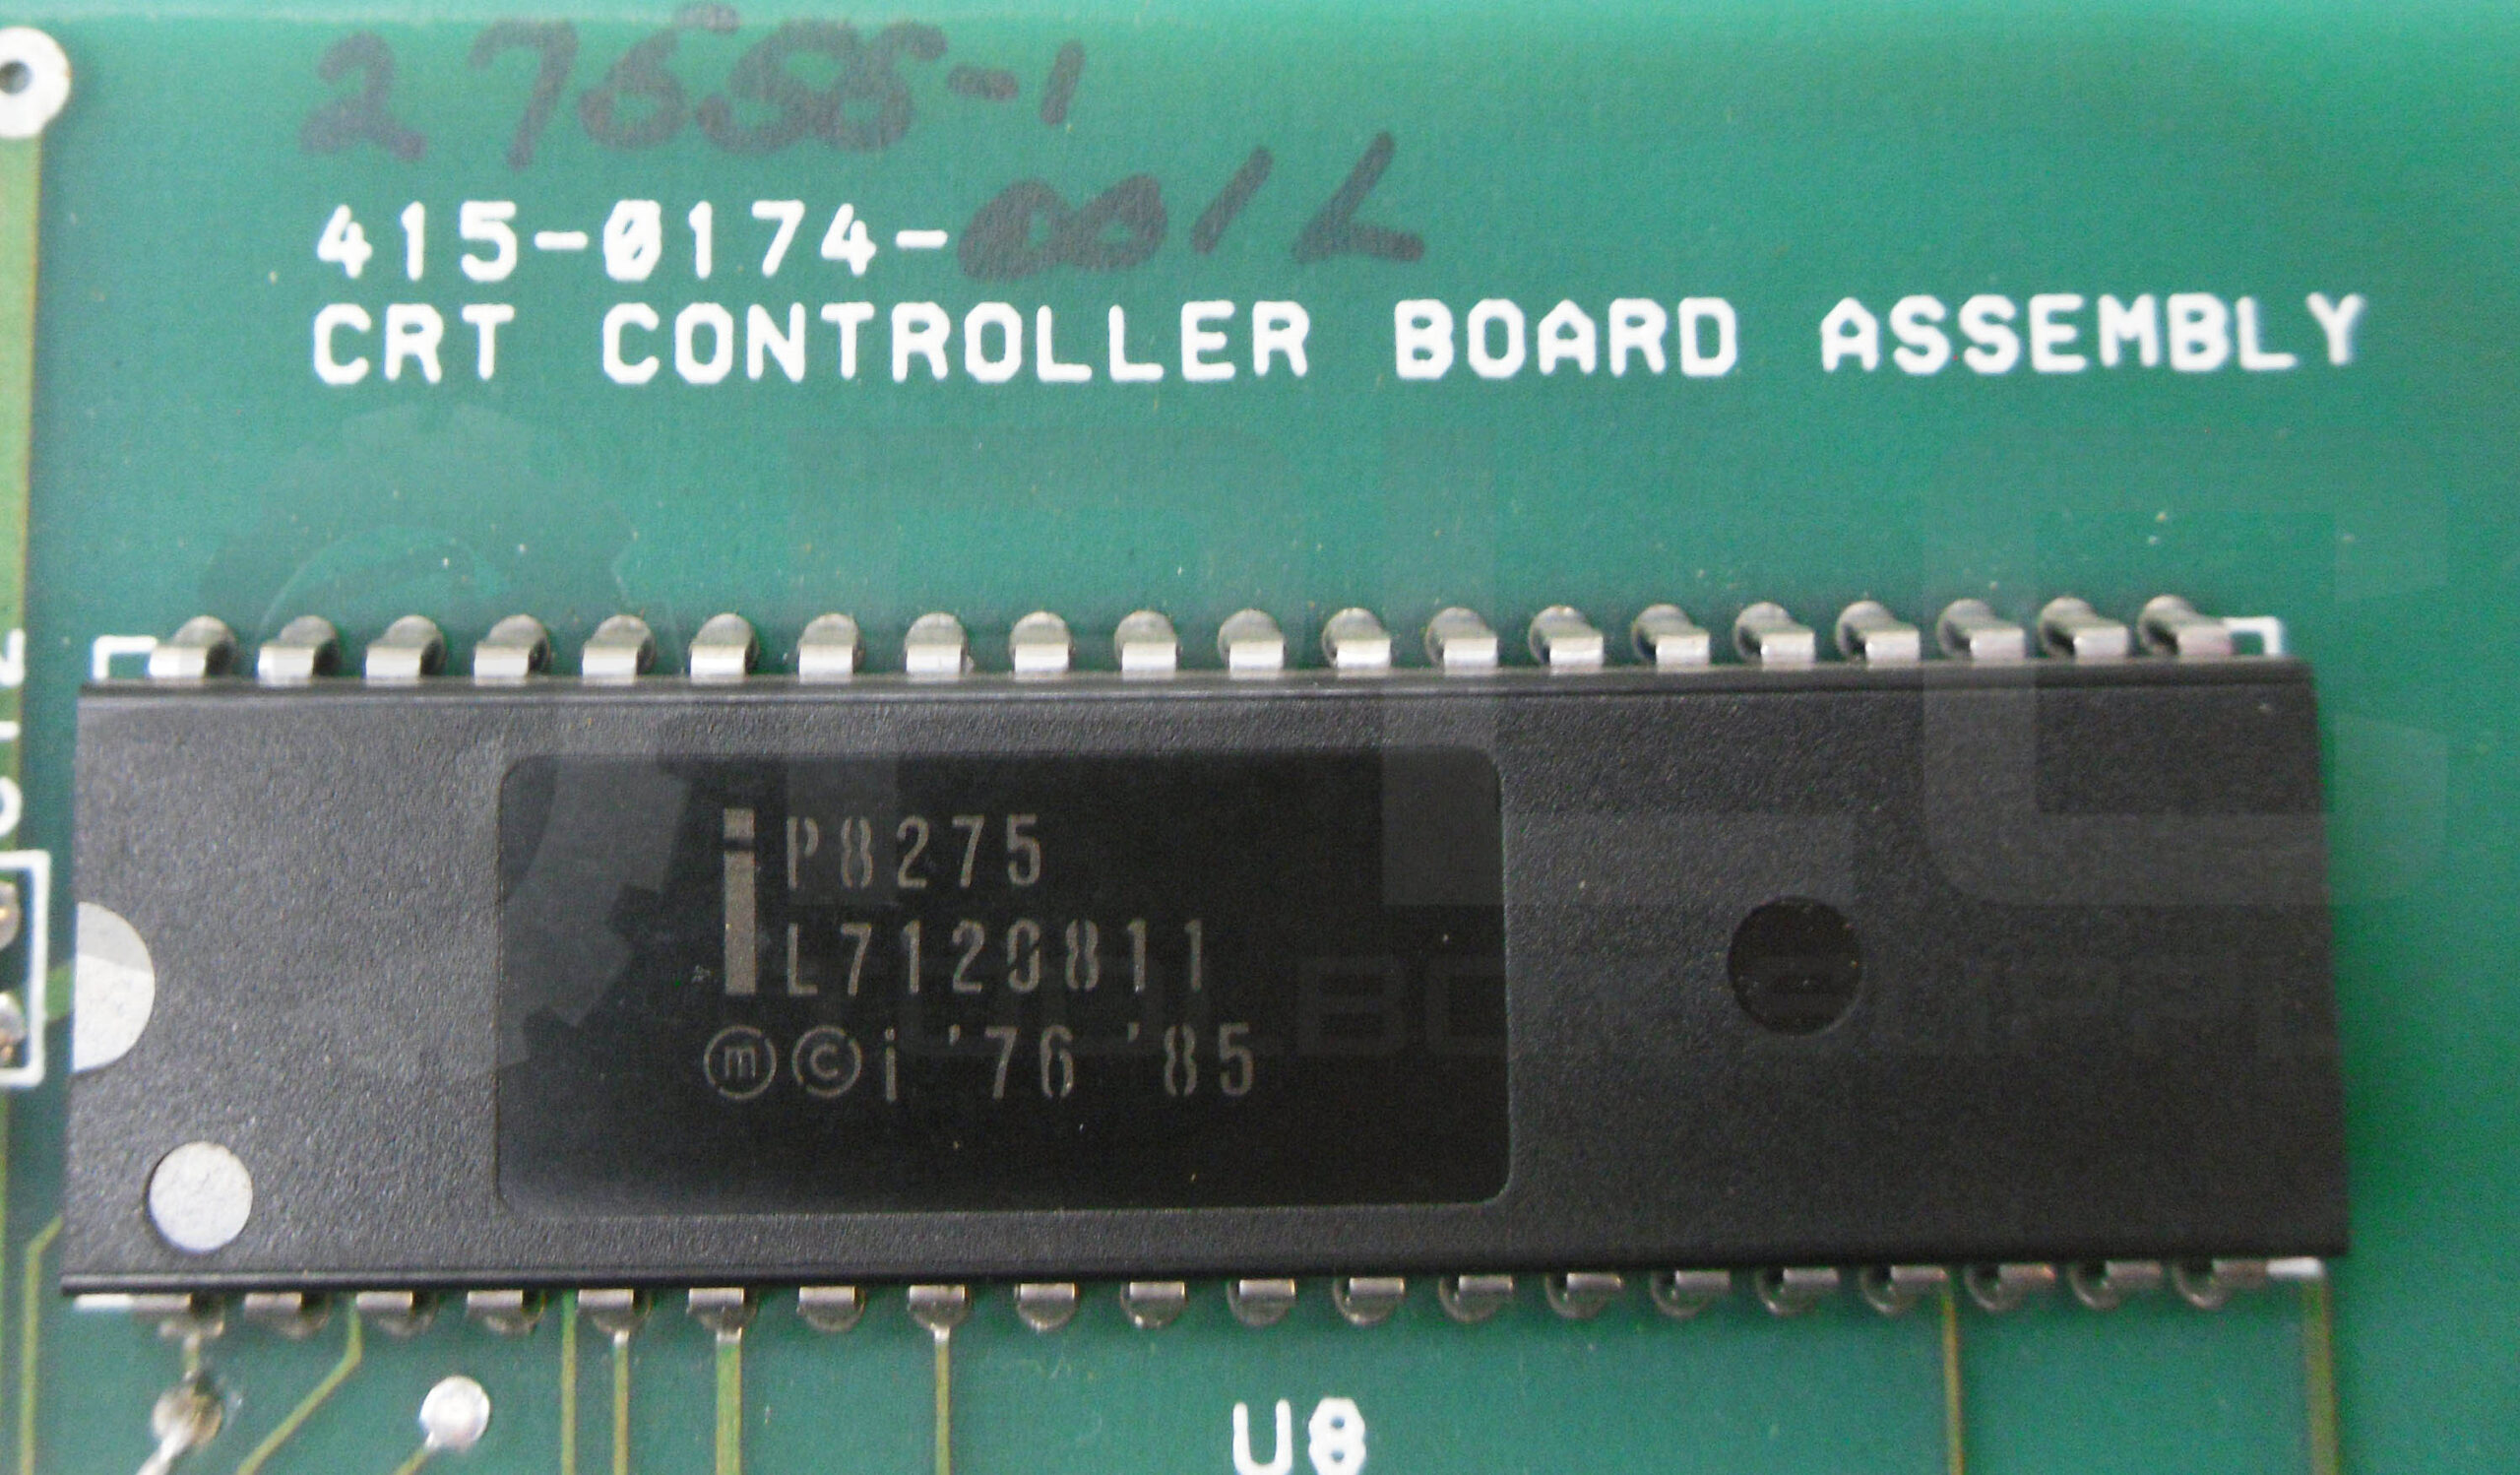 27658-1
415-0174-001L
CRT CONTROLLER BOARD ASSEMBLY
P8275
L7120811
ⓜ©i '76 '85
U8